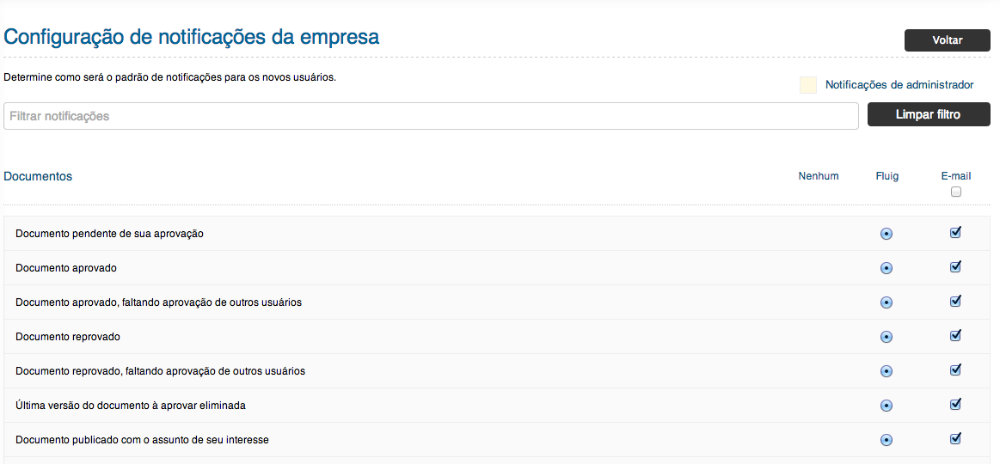 Configuração de notificações da empresa
Voltar
Determine como será o padrão de notificações para os novos usuários.
Notificações de administrador
Filtrar notificações
Limpar filtro
Documentos
Nenhum
Fluig
E-mail
Documento pendente de sua aprovação
Documento aprovado
Documento aprovado, faltando aprovação de outros usuários
Documento reprovado
Documento reprovado, faltando aprovação de outros usuários
Última versão do documento à aprovar eliminada
Documento publicado com o assunto de seu interesse